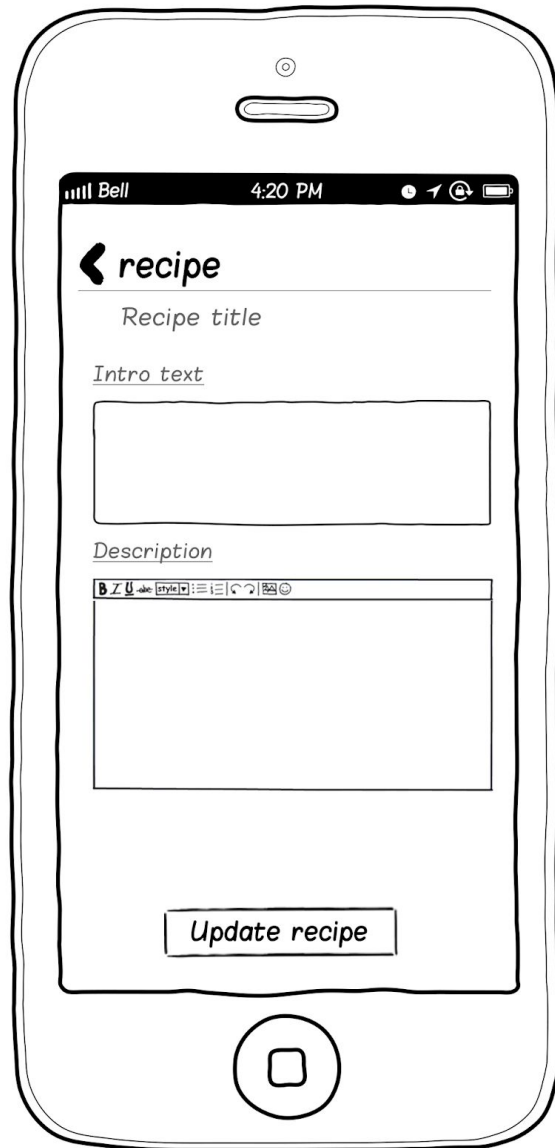 Bell 4:20 PM
recipe
Recipe title
Intro text
Description
B I U abc style
Update recipe